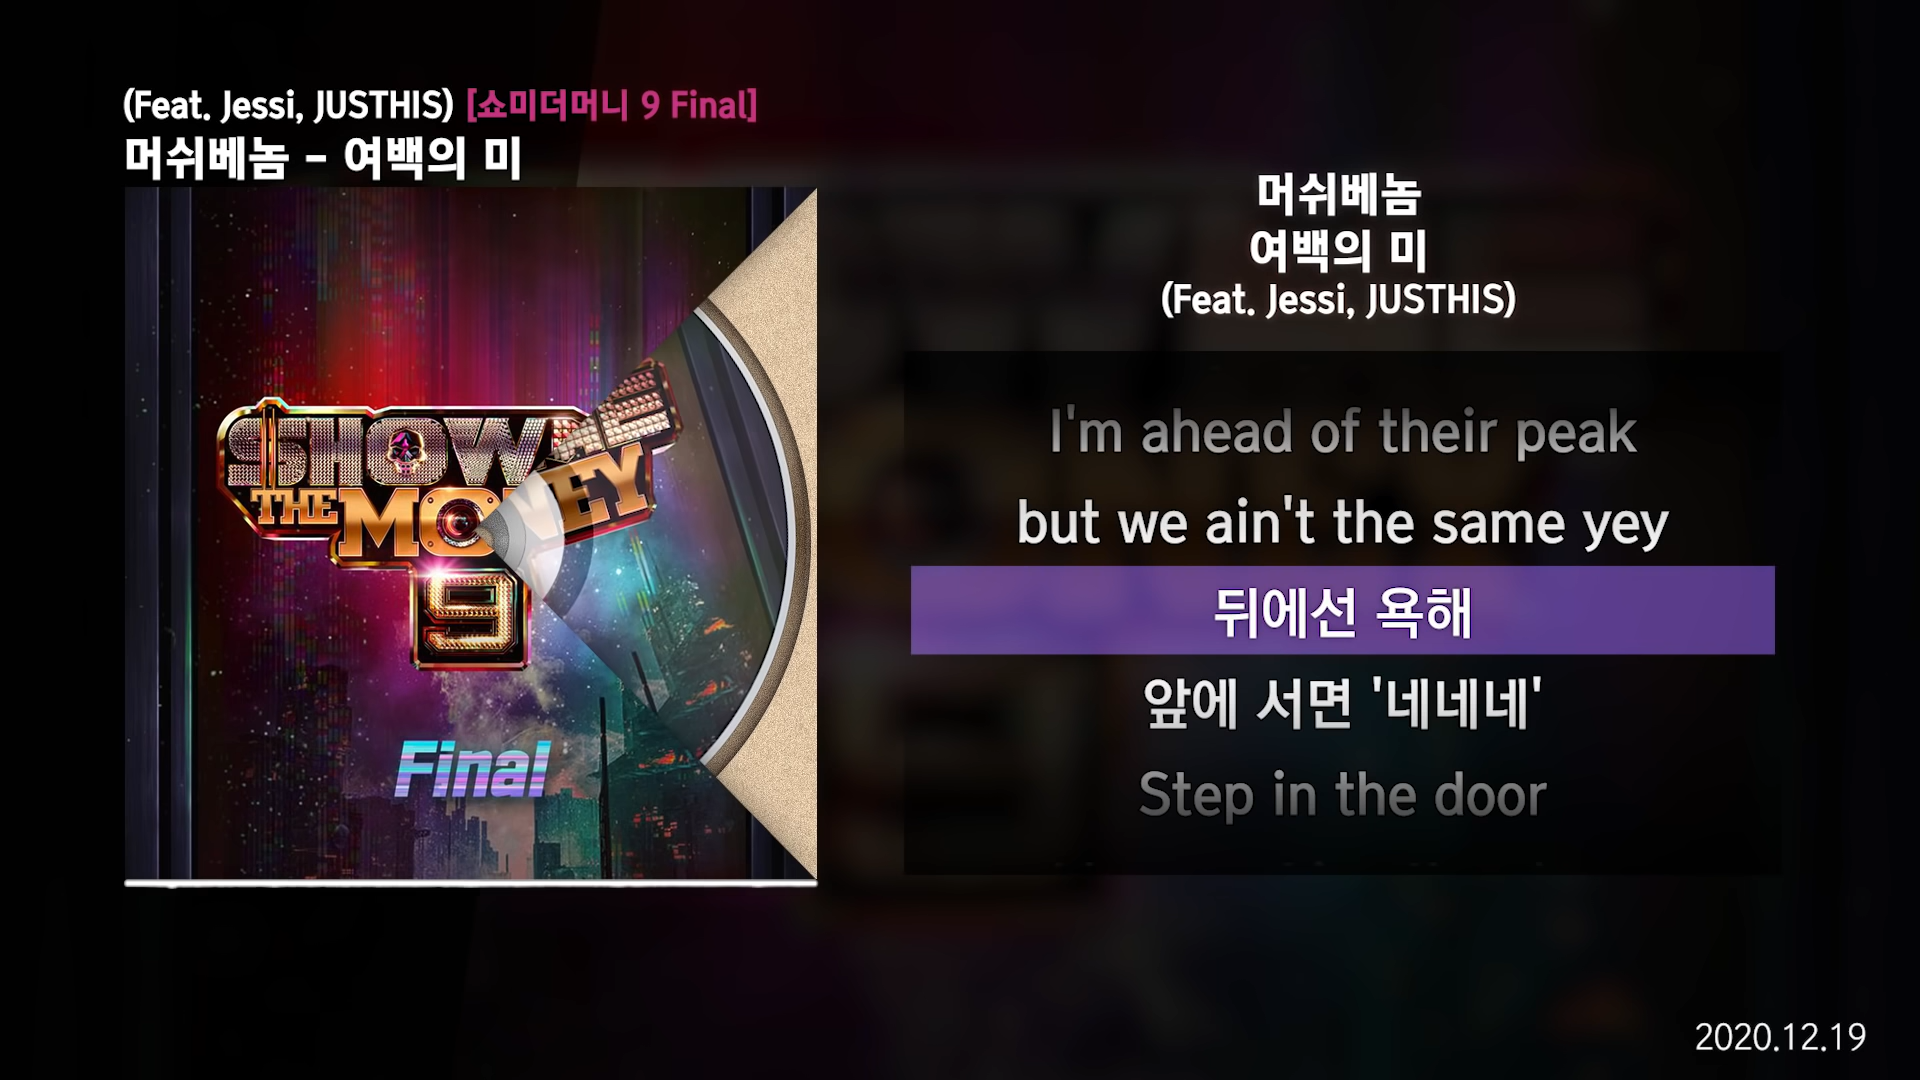 (Feat. Jessi, JUSTHIS) [쇼미더머니 9 Final]
머쉬베놈 - 여백의 미
SHOW ME
THE MONEY
9
Final
머쉬베놈
여백의 미
(Feat. Jessi, JUSTHIS)
I'm ahead of their peak
but we ain't the same yey
뒤에선 욕해
앞에 서면 '네네네'
Step in the door
2020.12.19